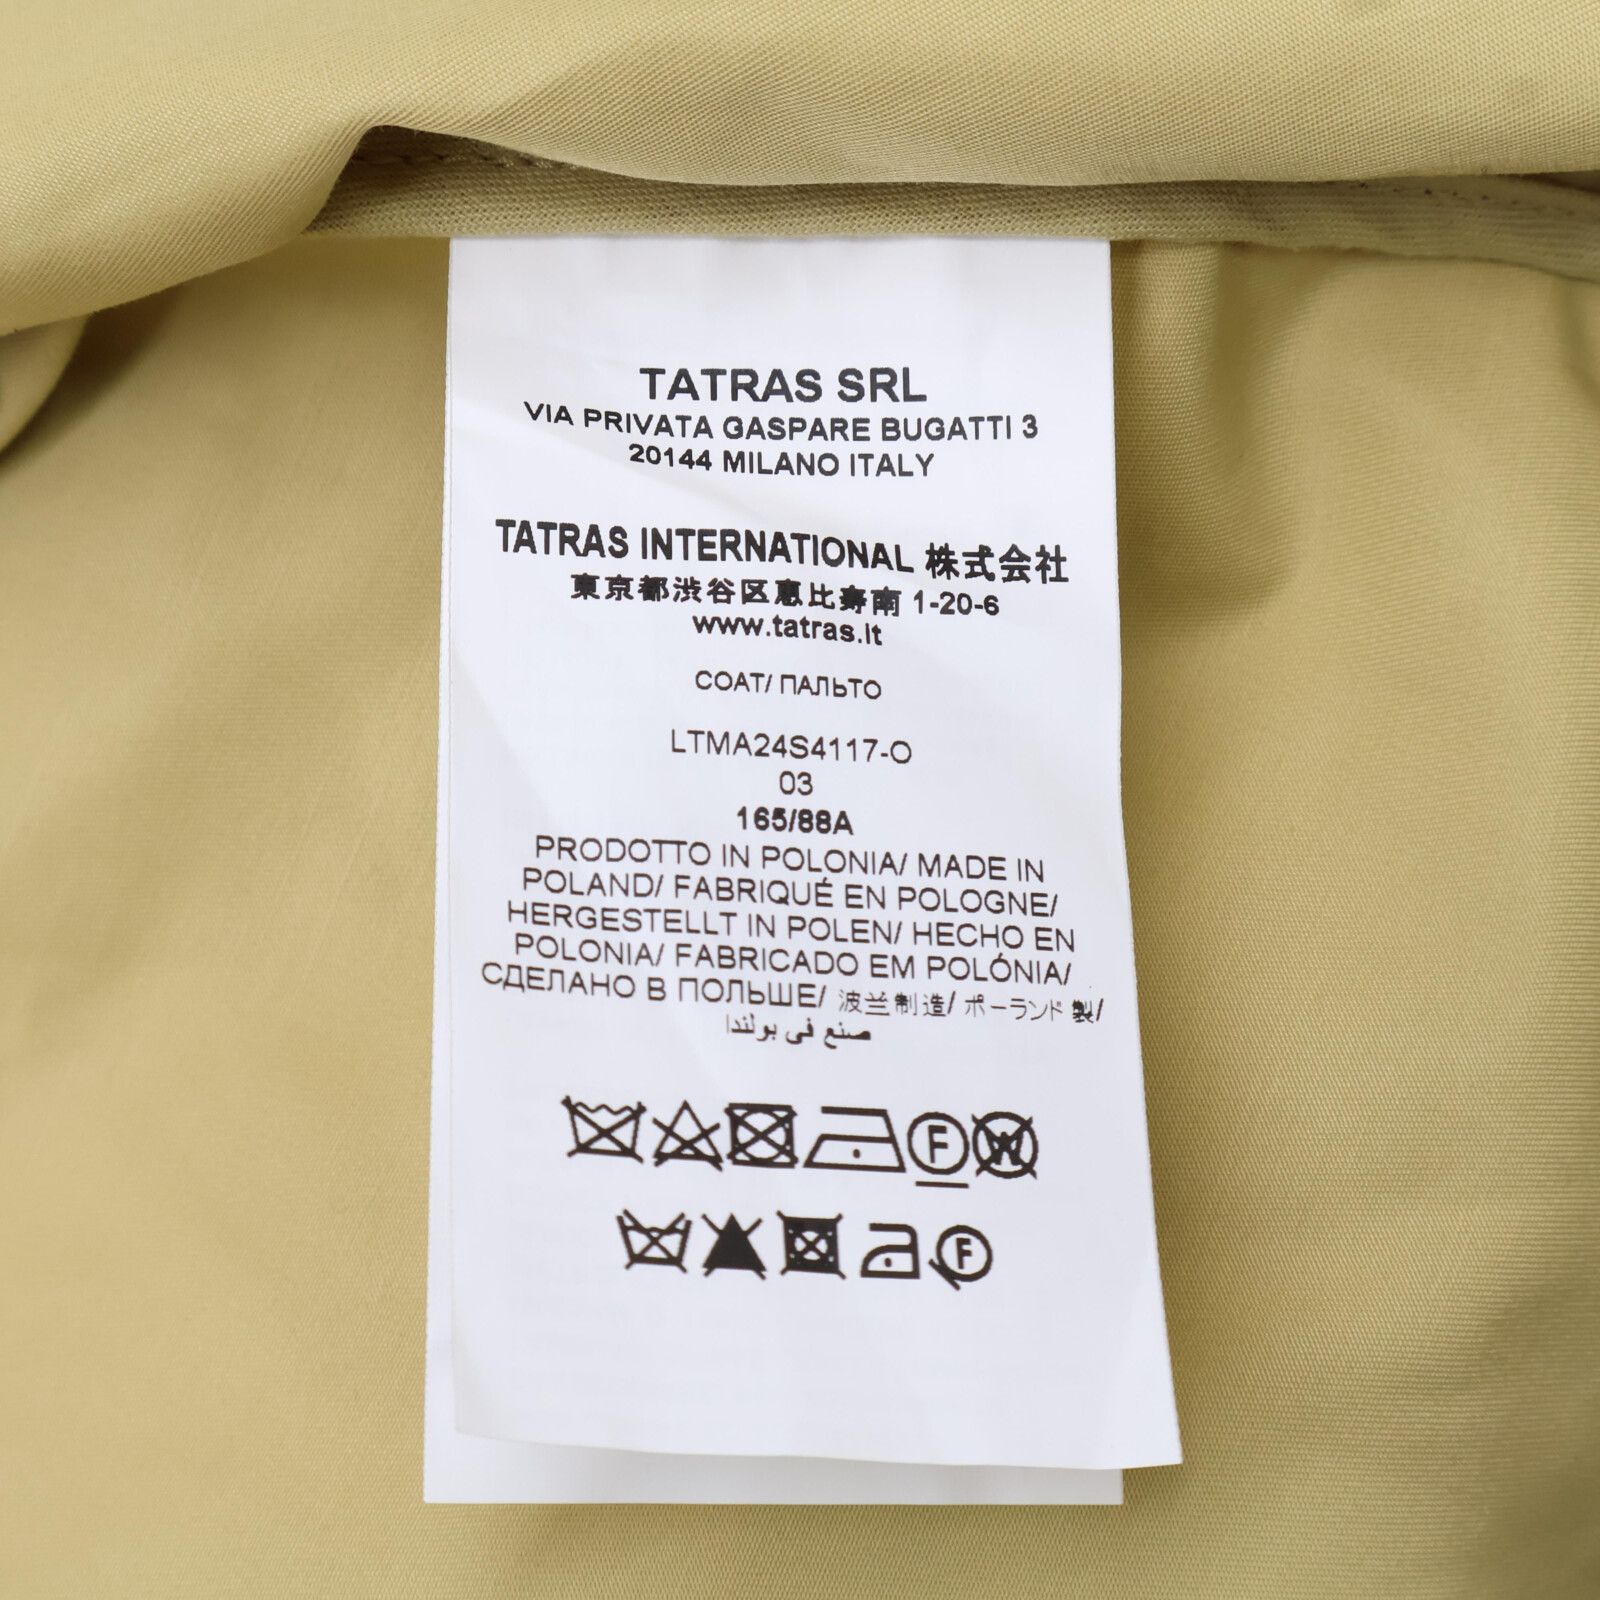 TATRAS SRL
VIA PRIVATA GASPARE BUGATTI 3
20144 MILANO ITALY
TATRAS INTERNATIONAL 株式会社
東京都渋谷区恵比寿南 1-20-6
www.tatras.it
COAT/ ПАЛЬТО
LTMA24S4117-O
03
165/88A
PRODOTTO IN POLONIA/ MADE IN
POLAND/ FABRIQUÉ EN POLOGNE/
HERGESTELLT IN POLEN/ HECHO EN
POLONIA/ FABRICADO EM POLÓNIA/
СДЕЛАНО В ПОЛЬШЕ/ 波兰制造/ ポーランド 製/
صنع في بولندا
F W
F